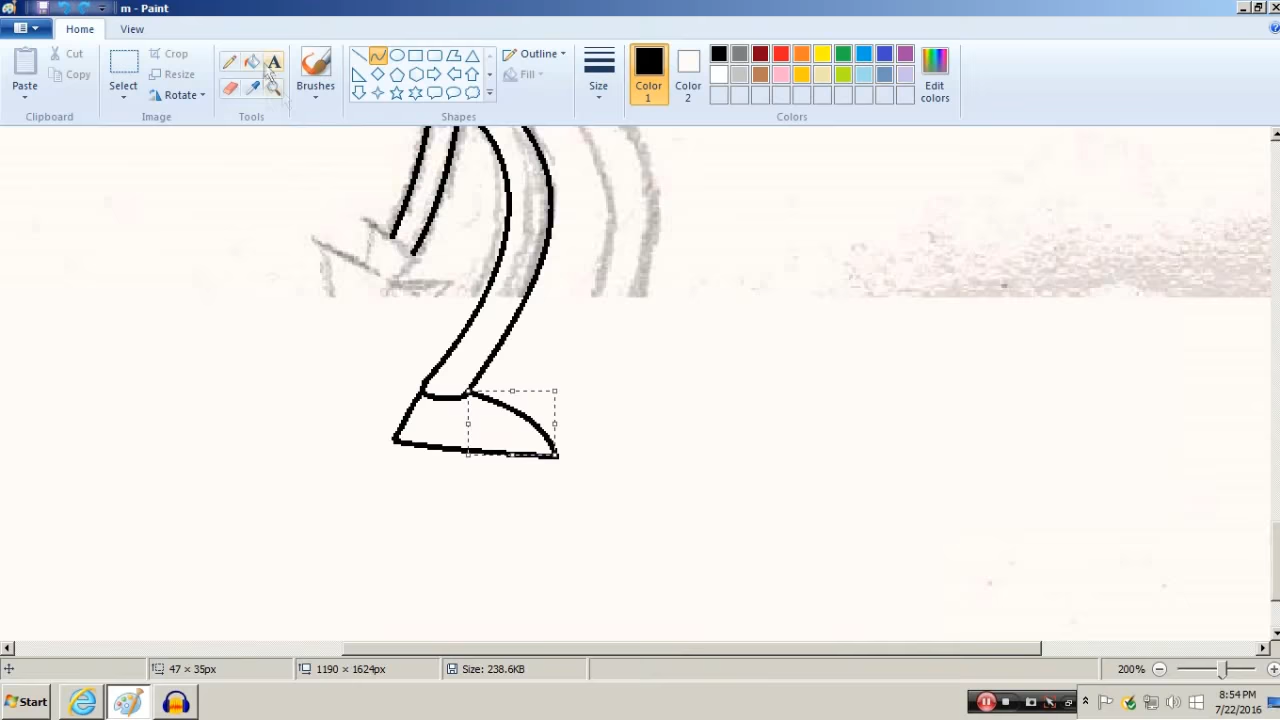 m - Paint
Home View
Paste Cut Copy
Clipboard
Select Crop Resize Rotate
Image
A
Tools
Brushes
Outline Fill
Shapes
Size
Color 1
Color 2
Edit colors
Colors
47 × 35px
1190 × 1624px
Size: 238.6KB
200%
Start
8:54 PM
7/22/2016